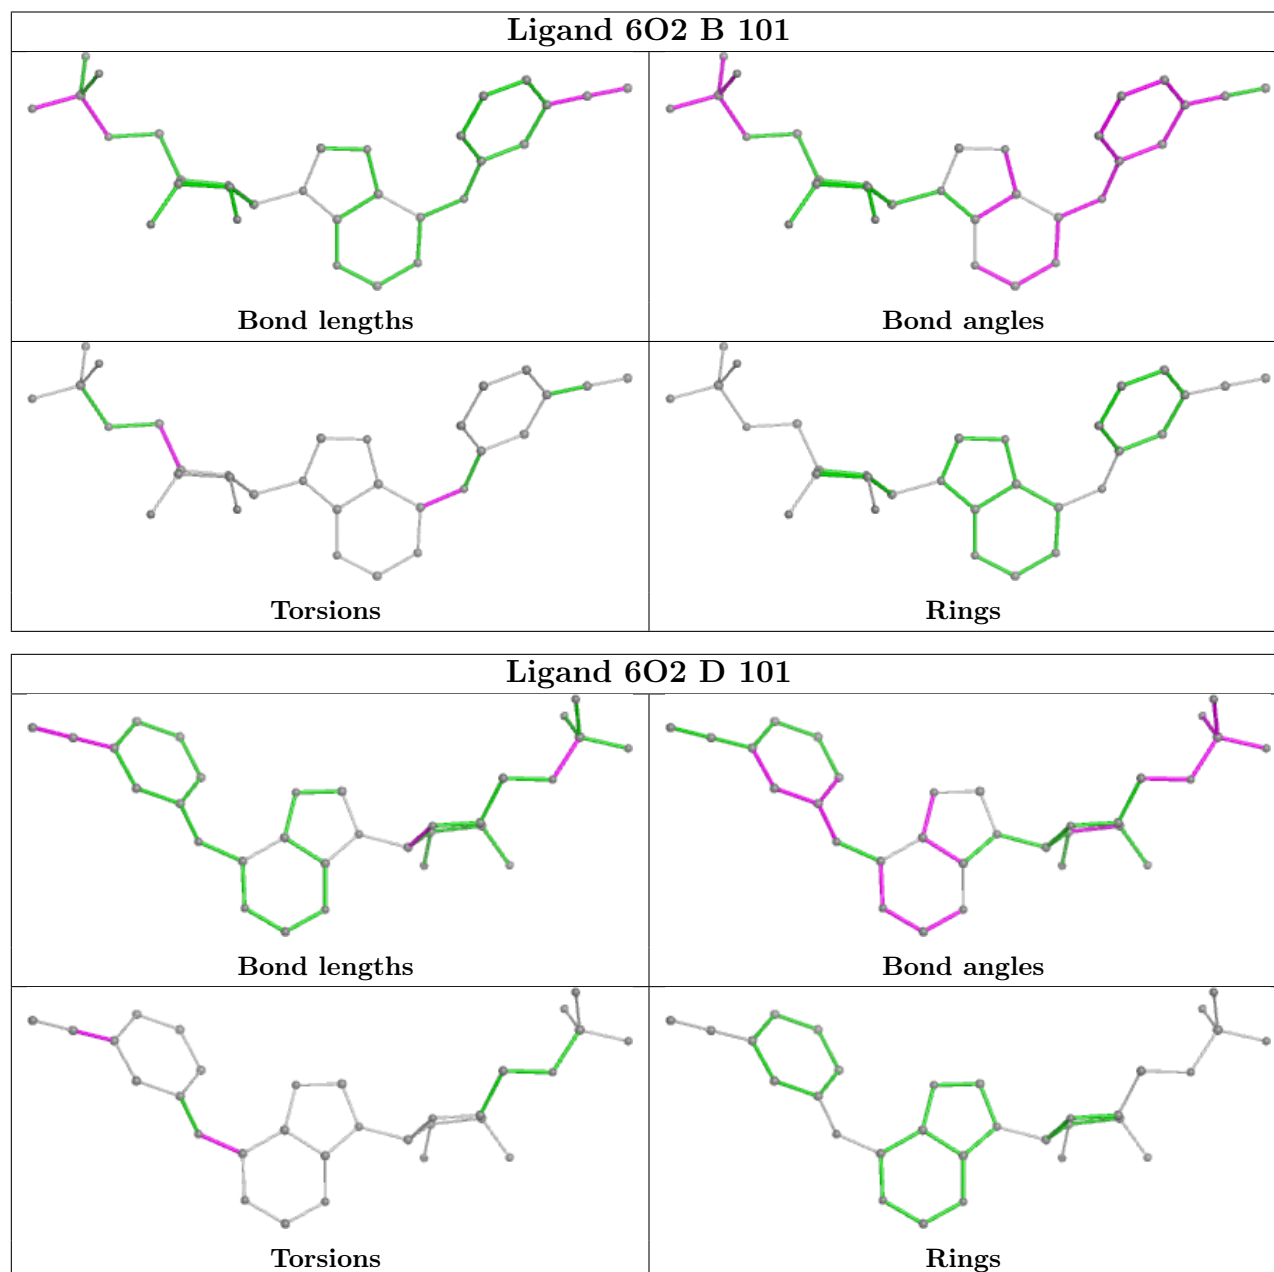 Ligand 6O2 B 101
Bond lengths
Bond angles
Torsions
Rings
Ligand 6O2 D 101
Bond lengths
Bond angles
Torsions
Rings